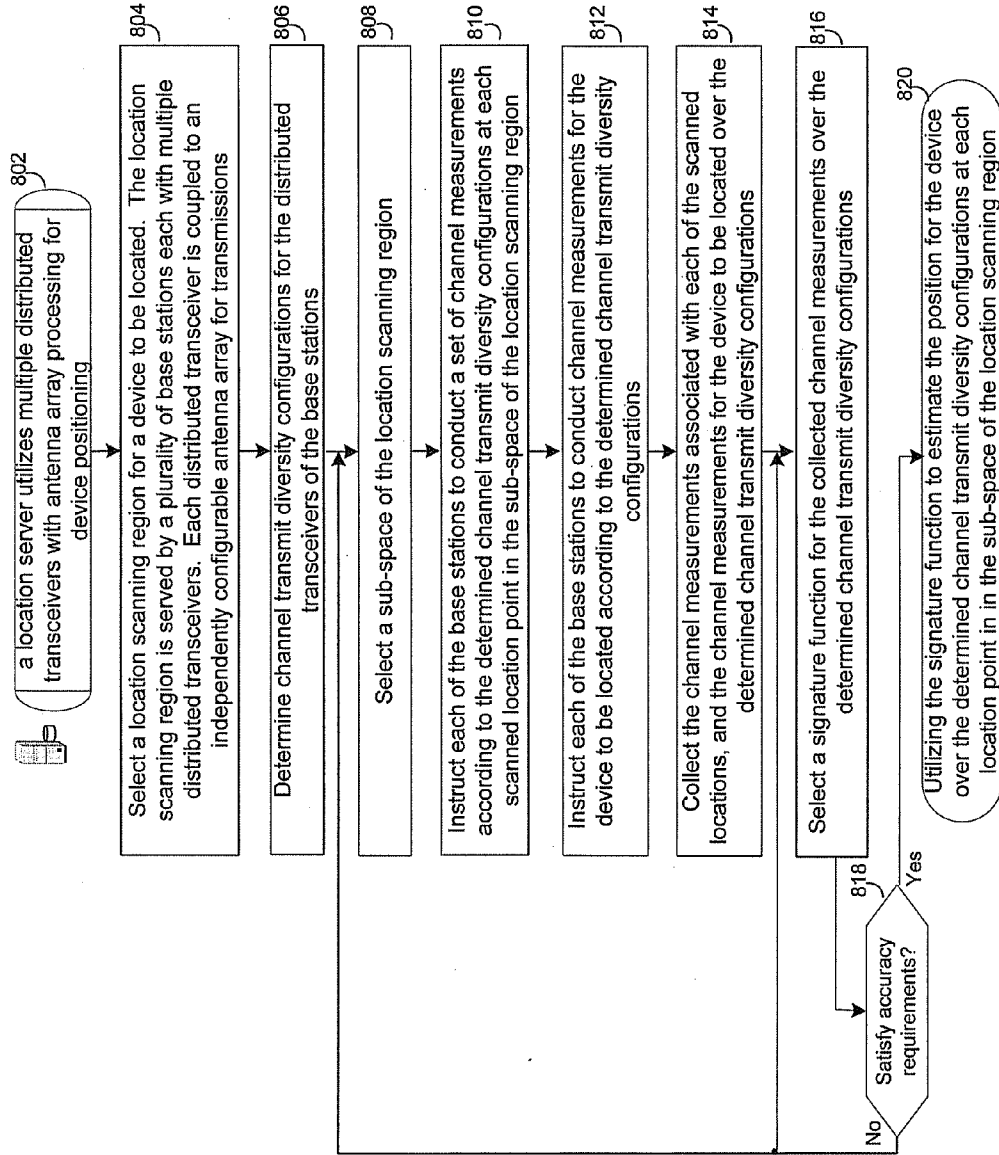 802
a location server utilizes multiple distributed
transceivers with antenna array processing for
device positioning
804
Select a location scanning region for a device to be located. The location
scanning region is served by a plurality of base stations each with multiple
distributed transceivers. Each distributed transceiver is coupled to an
independently configurable antenna array for transmissions
806
Determine channel transmit diversity configurations for the distributed
transceivers of the base stations
808
Select a sub-space of the location scanning region
810
Instruct each of the base stations to conduct a set of channel measurements
according to the determined channel transmit diversity configurations at each
scanned location point in the sub-space of the location scanning region
812
Instruct each of the base stations to conduct channel measurements for the
device to be located according to the determined channel transmit diversity
configurations
814
Collect the channel measurements associated with each of the scanned
locations, and the channel measurements for the device to be located over the
determined channel transmit diversity configurations
816
Select a signature function for the collected channel measurements over the
determined channel transmit diversity configurations
818
Satisfy accuracy
requirements?
No
Yes
820
Utilizing the signature function to estimate the position for the device
over the determined channel transmit diversity configurations at each
location point in the sub-space of the location scanning region